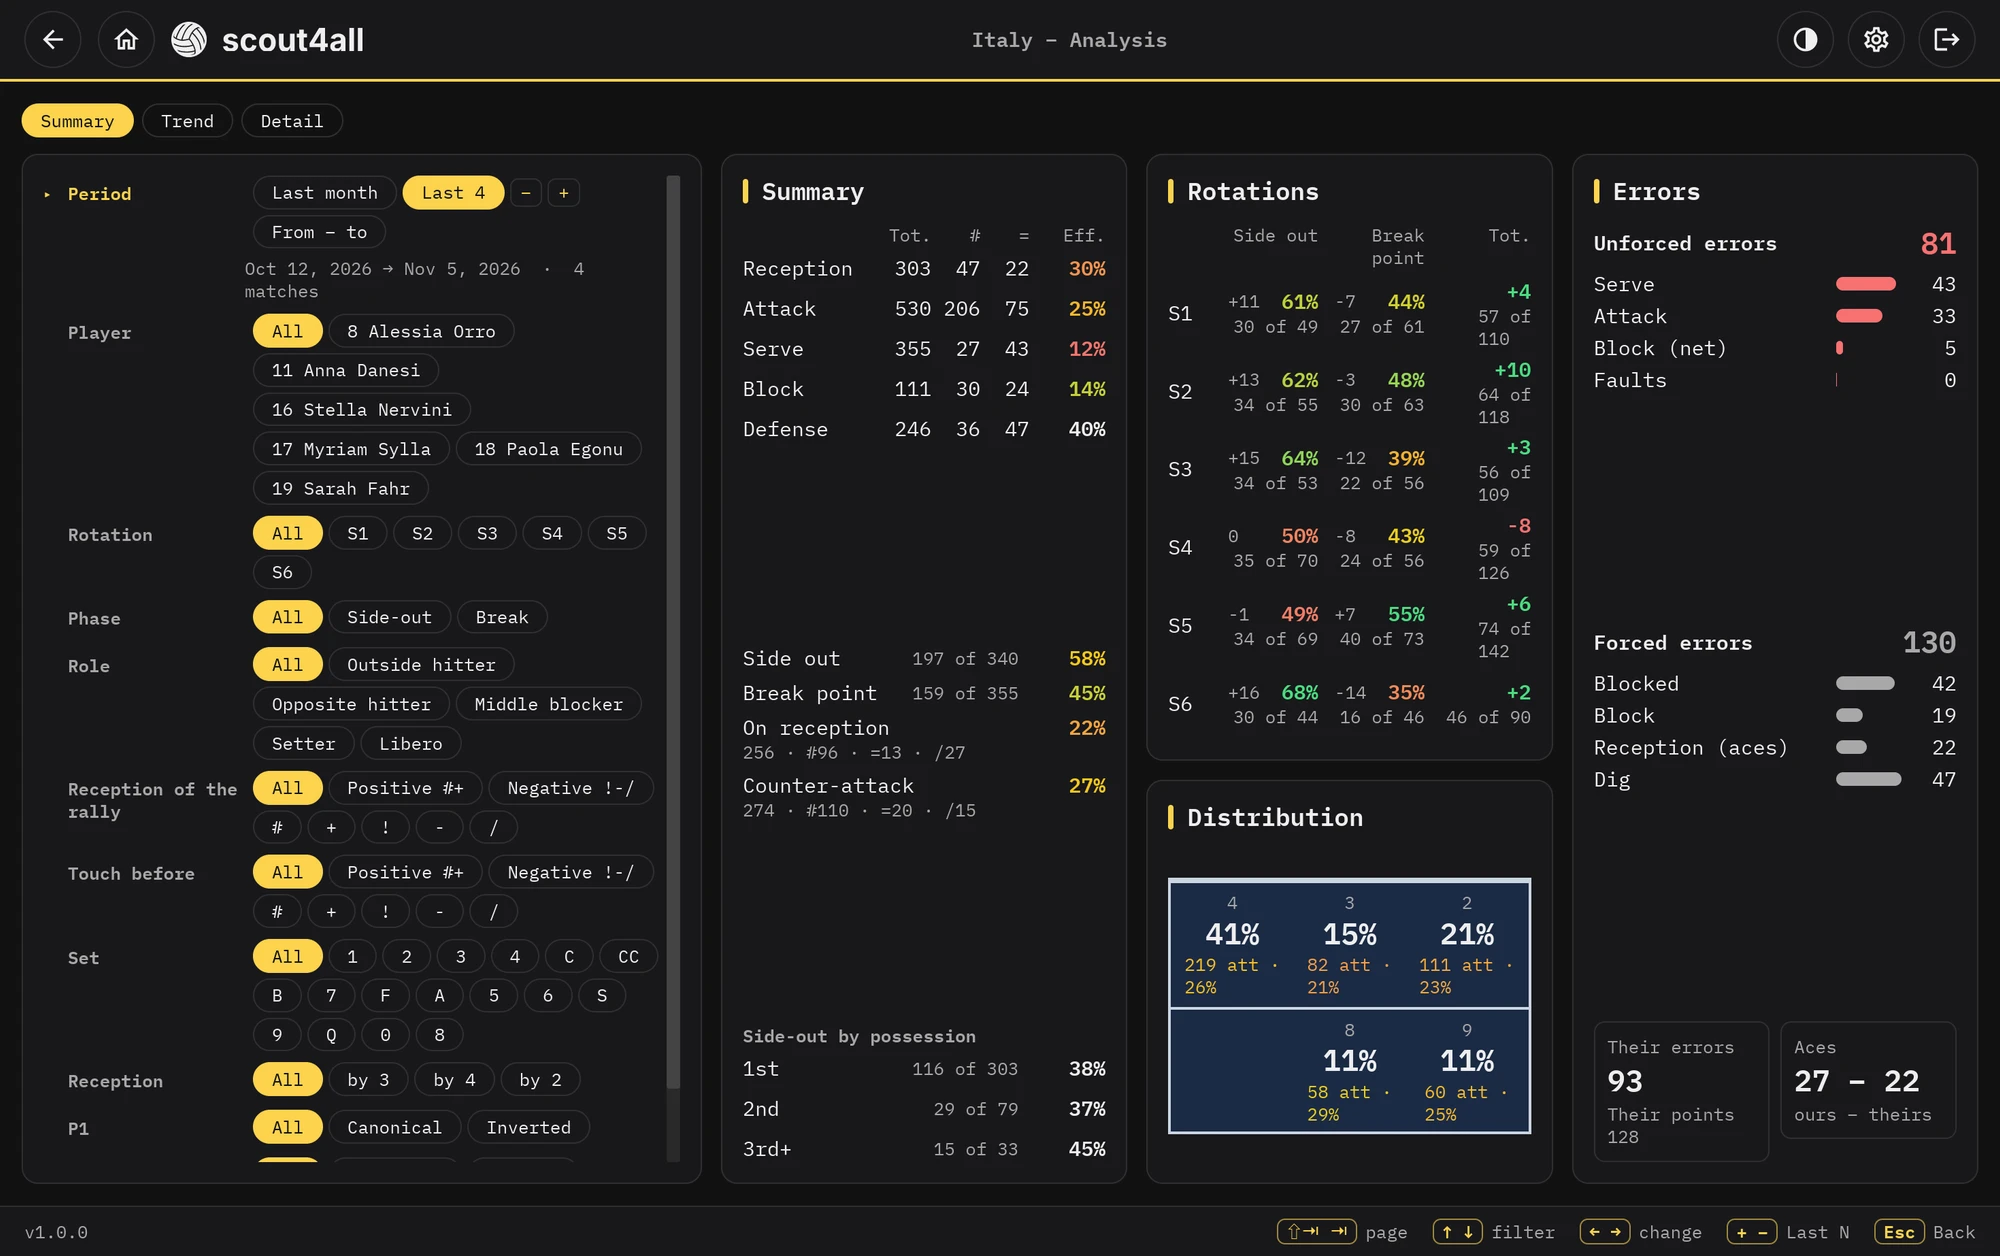 scout4all
Italy – Analysis
Summary Trend Detail
▸ Period
Last month Last 4 − +
From – to
Oct 12, 2026 → Nov 5, 2026 · 4
matches
Player
All 8 Alessia Orro
11 Anna Danesi
16 Stella Nervini
17 Myriam Sylla 18 Paola Egonu
19 Sarah Fahr
Rotation
All S1 S2 S3 S4 S5
S6
Phase
All Side-out Break
Role
All Outside hitter
Opposite hitter Middle blocker
Setter Libero
Reception of the
rally
All Positive #+ Negative !-/
# + ! - /
Touch before
All Positive #+ Negative !-/
# + ! - /
Set
All 1 2 3 4 C CC
B 7 F A 5 6 S
9 Q 0 8
Reception
All by 3 by 4 by 2
P1
All Canonical Inverted
Summary
Tot. # = Eff.
Reception 303 47 22 30%
Attack 530 206 75 25%
Serve 355 27 43 12%
Block 111 30 24 14%
Defense 246 36 47 40%
Side out 197 of 340 58%
Break point 159 of 355 45%
On reception 22%
256 · #96 · =13 · /27
Counter-attack 27%
274 · #110 · =20 · /15
Side-out by possession
1st 116 of 303 38%
2nd 29 of 79 37%
3rd+ 15 of 33 45%
Rotations
Side out Break Tot.
point
S1 +11 61% -7 44% +4
30 of 49 27 of 61 57 of
110
S2 +13 62% -3 48% +10
34 of 55 30 of 63 64 of
118
S3 +15 64% -12 39% +3
34 of 53 22 of 56 56 of
109
S4 0 50% -8 43% -8
35 of 70 24 of 56 59 of
126
S5 -1 49% +7 55% +6
34 of 69 40 of 73 74 of
142
S6 +16 68% -14 35% +2
30 of 44 16 of 46 46 of 90
Distribution
4 3 2
41% 15% 21%
219 att · 82 att · 111 att ·
26% 21% 23%
8 9
11% 11%
58 att · 60 att ·
29% 25%
Errors
Unforced errors 81
Serve 43
Attack 33
Block (net) 5
Faults 0
Forced errors 130
Blocked 42
Block 19
Reception (aces) 22
Dig 47
Their errors
93
Their points
128
Aces
27 – 22
ours – theirs
v1.0.0
⇧⇥ ⇥ page ↑ ↓ filter ← → change + − Last N Esc Back